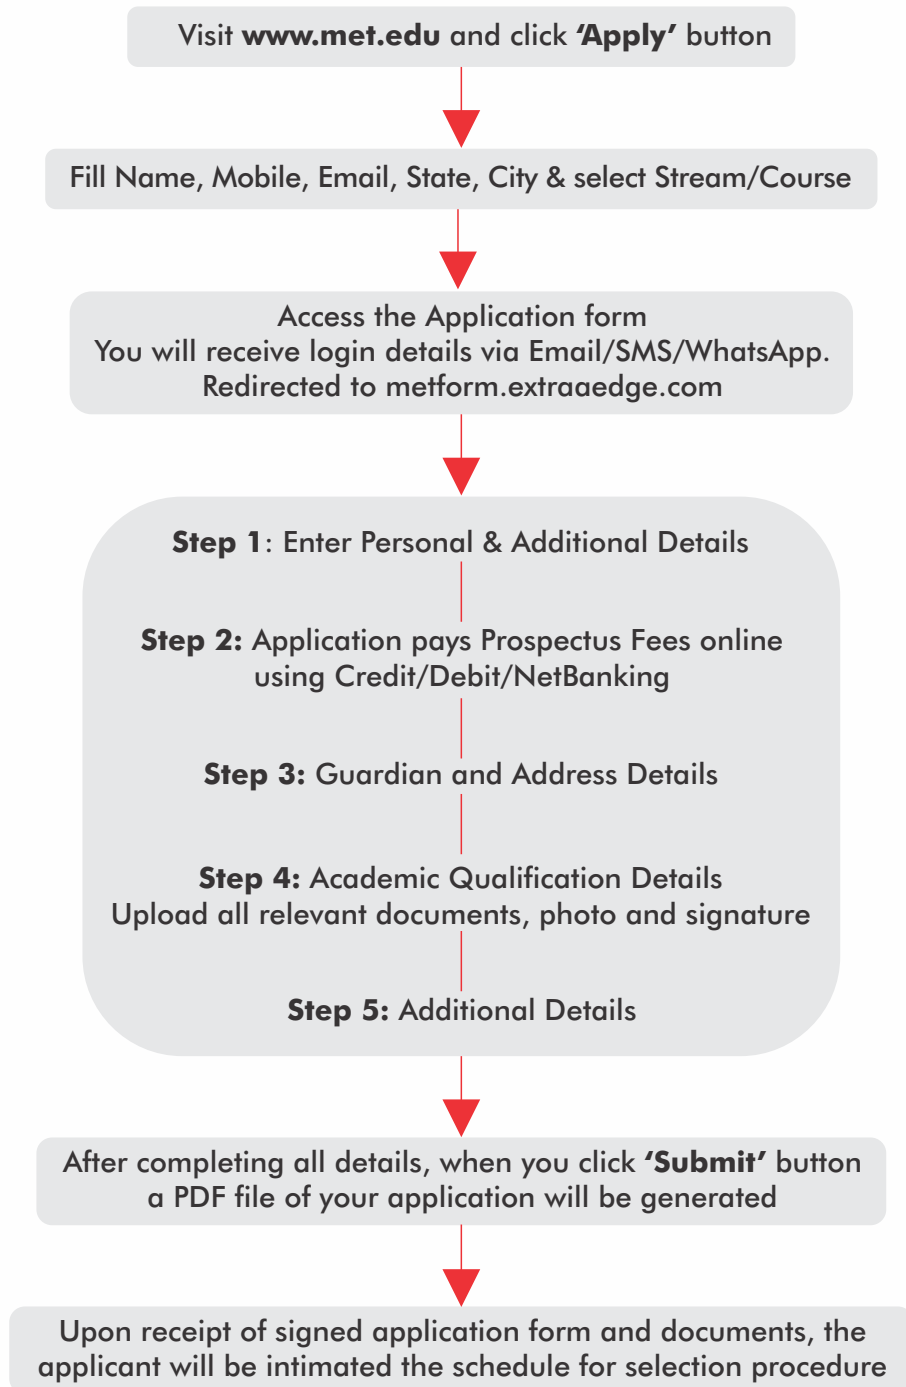 Visit www.met.edu and click ‘Apply’ button
Fill Name, Mobile, Email, State, City & select Stream/Course
Access the Application form
You will receive login details via Email/SMS/WhatsApp.
Redirected to metform.extraaedge.com
Step 1: Enter Personal & Additional Details
Step 2: Application pays Prospectus Fees online
using Credit/Debit/NetBanking
Step 3: Guardian and Address Details
Step 4: Academic Qualification Details
Upload all relevant documents, photo and signature
Step 5: Additional Details
After completing all details, when you click ‘Submit’ button
a PDF file of your application will be generated
Upon receipt of signed application form and documents, the
applicant will be intimated the schedule for selection procedure